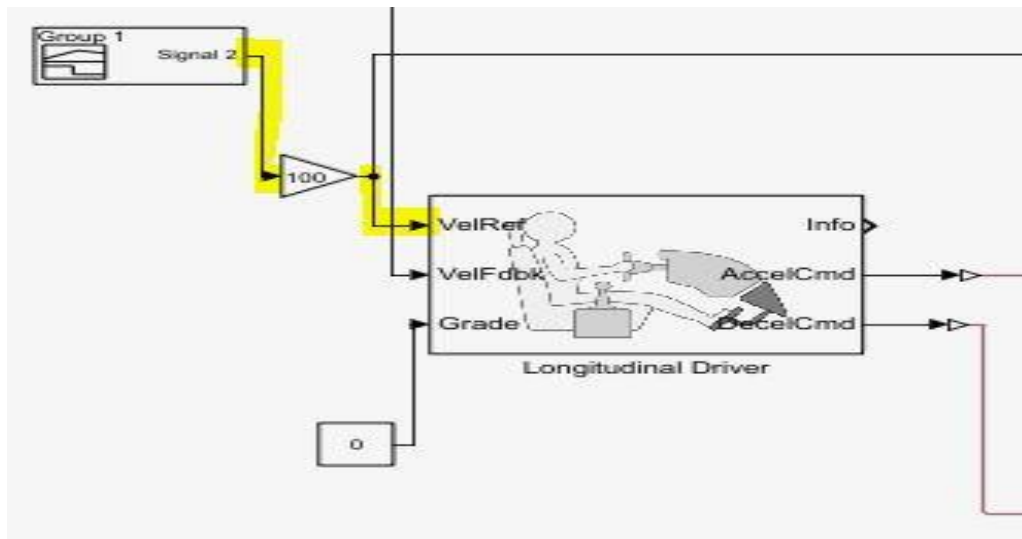 Group 1
Signal 2
100
VelRef
Info
VelFdbk
AccelCmd
Grade
DecelCmd
Longitudinal Driver
0